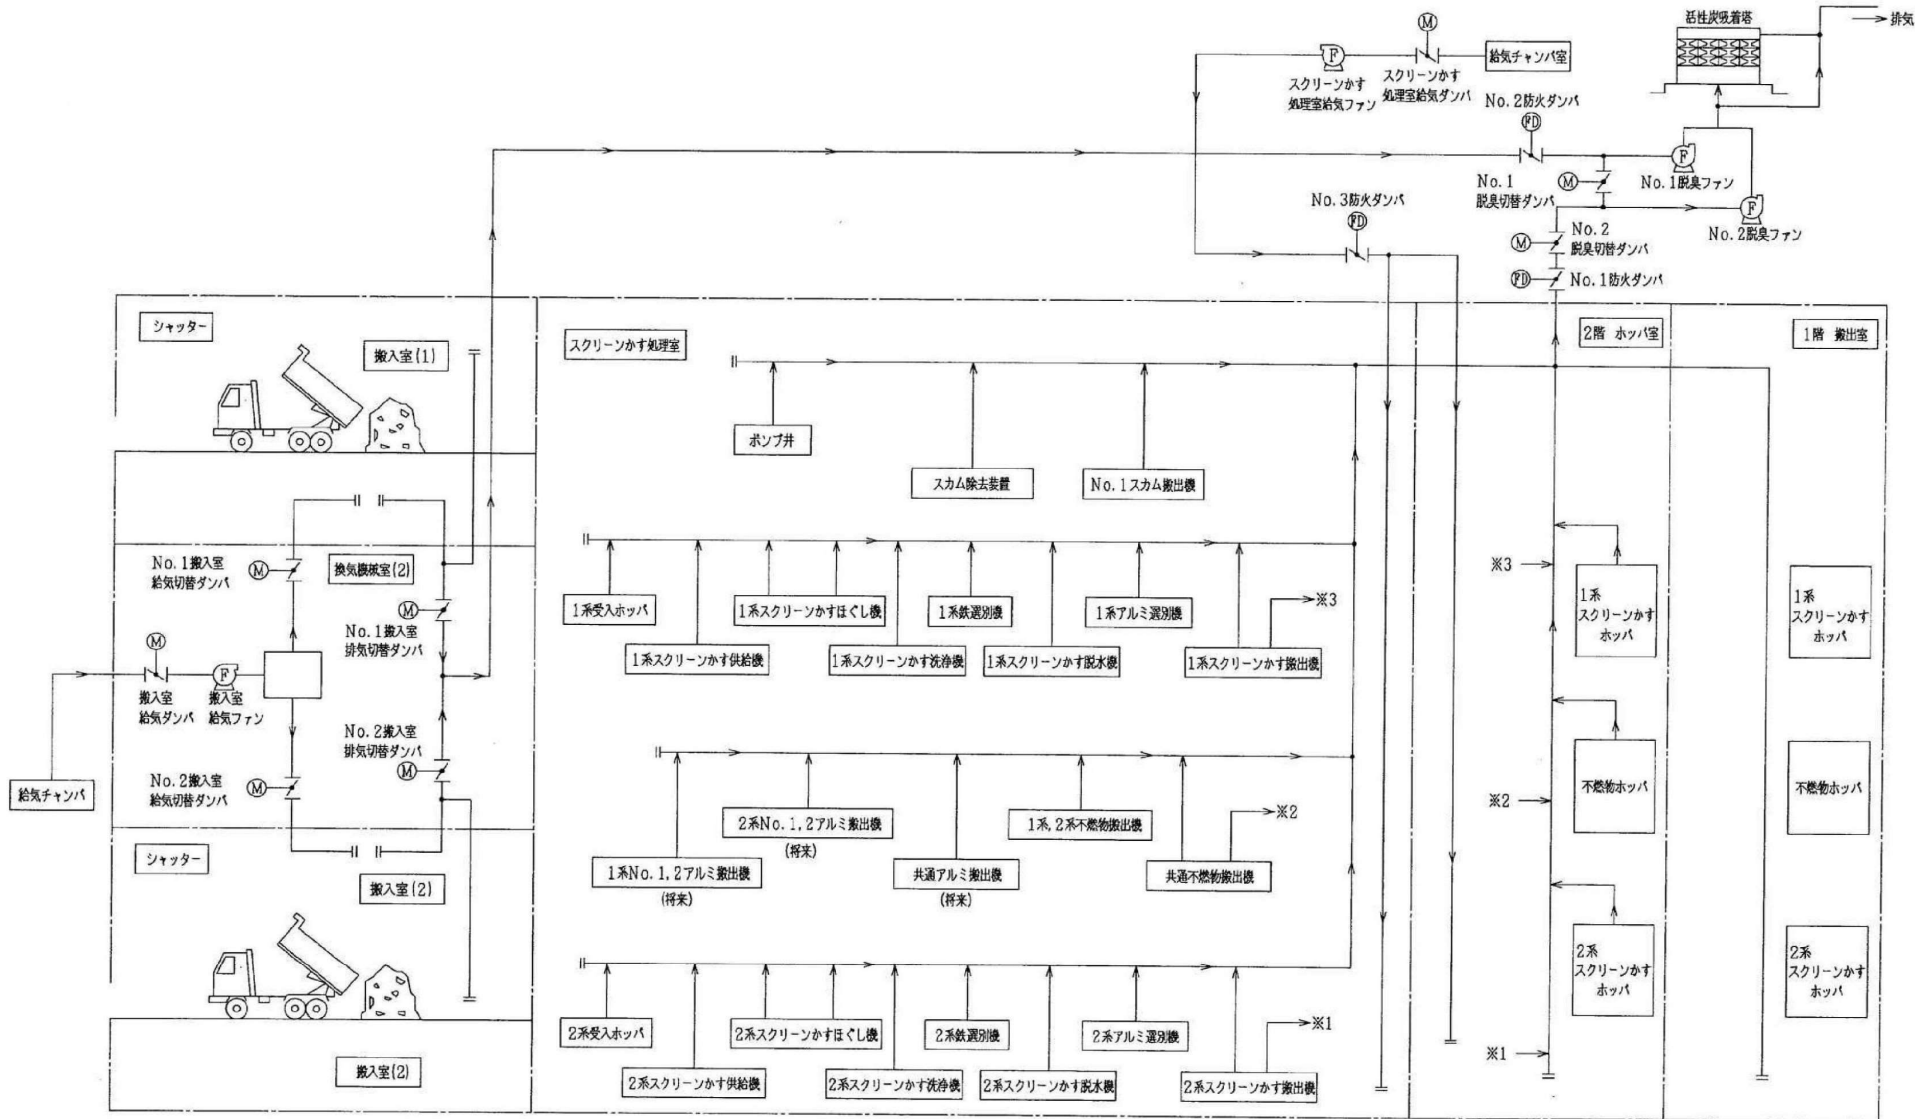 活性炭吸着塔
排気
M
F
給気チャンバ室
スクリーンかす
処理室給気ファン
スクリーンかす
処理室給気ダンパ
No.2防火ダンパ
FD
No.1
脱臭切替ダンパ
M
F
No.1脱臭ファン
No.3防火ダンパ
FD
F
No.2脱臭ファン
M
No.2
脱臭切替ダンパ
FD
No.1防火ダンパ
シャッター
搬入室(1)
スクリーンかす処理室
2階 ホッパ室
1階 搬出室
ポンプ井
スカム除去装置
No.1スカム搬出機
No.1搬入室
給気切替ダンパ
M
換気機械室(2)
M
No.1搬入室
排気切替ダンパ
M
搬入室
給気ダンパ
F
搬入室
給気ファン
No.2搬入室
排気切替ダンパ
M
No.2搬入室
給気切替ダンパ
M
給気チャンバ
1系受入ホッパ
1系スクリーンかすほぐし機
1系鉄選別機
1系アルミ選別機
※3
1系スクリーンかす供給機
1系スクリーンかす洗浄機
1系スクリーンかす脱水機
1系スクリーンかす搬出機
※3
1系
スクリーンかす
ホッパ
1系
スクリーンかす
ホッパ
2系No.1,2アルミ搬出機
(将来)
1系,2系不燃物搬出機
※2
1系No.1,2アルミ搬出機
(将来)
共通アルミ搬出機
(将来)
共通不燃物搬出機
※2
不燃物ホッパ
不燃物ホッパ
シャッター
搬入室(2)
搬入室(2)
2系受入ホッパ
2系スクリーンかすほぐし機
2系鉄選別機
2系アルミ選別機
※1
2系スクリーンかす供給機
2系スクリーンかす洗浄機
2系スクリーンかす脱水機
2系スクリーンかす搬出機
※1
2系
スクリーンかす
ホッパ
2系
スクリーンかす
ホッパ